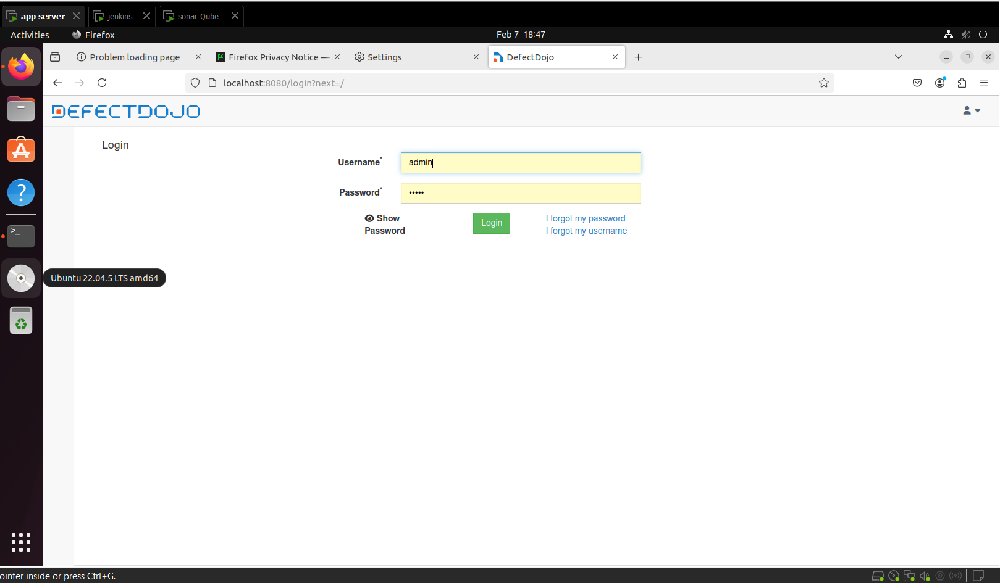 app server
jenkins
sonar Qube
Activities
Firefox
Feb 7 18:47
Problem loading page
Firefox Privacy Notice —
Settings
DefectDojo
localhost:8080/login?next=/
DEFECTDOJO
Login
Username*
admin
Password*
•••••
Show
Password
Login
I forgot my password
I forgot my username
Ubuntu 22.04.5 LTS amd64
ointer inside or press Ctrl+G.